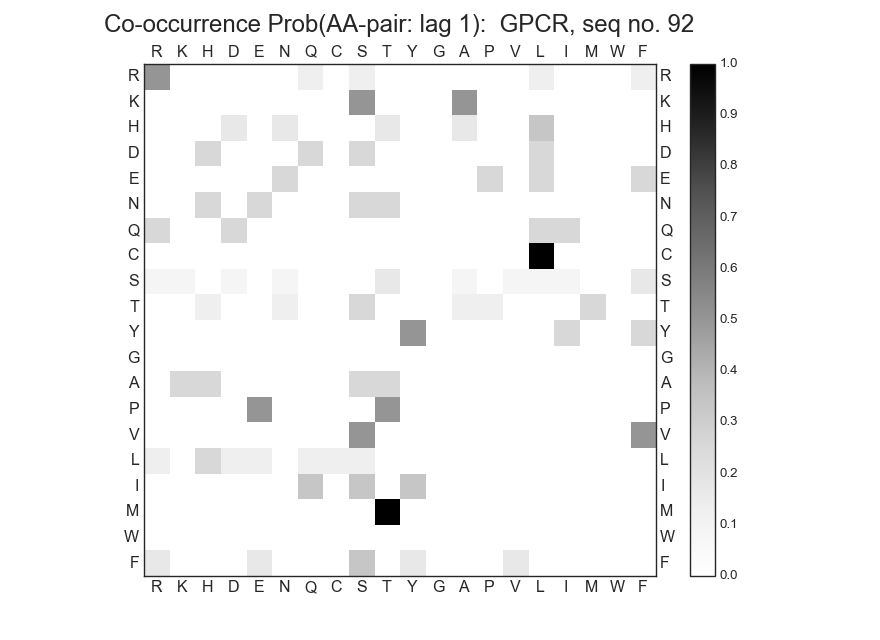 Co-occurrence Prob(AA-pair: lag 1):  GPCR, seq no. 92
R K H D E N Q C S T Y G A P V L I M W F
R R 1.0
K K 0.9
H H
D D 0.8
E E
N N 0.7
Q Q
C C 0.6
S S
T T 0.5
Y Y
G G 0.4
A A
P P 0.3
V V
L L 0.2
I I
M M 0.1
W W
F F 0.0
R K H D E N Q C S T Y G A P V L I M W F